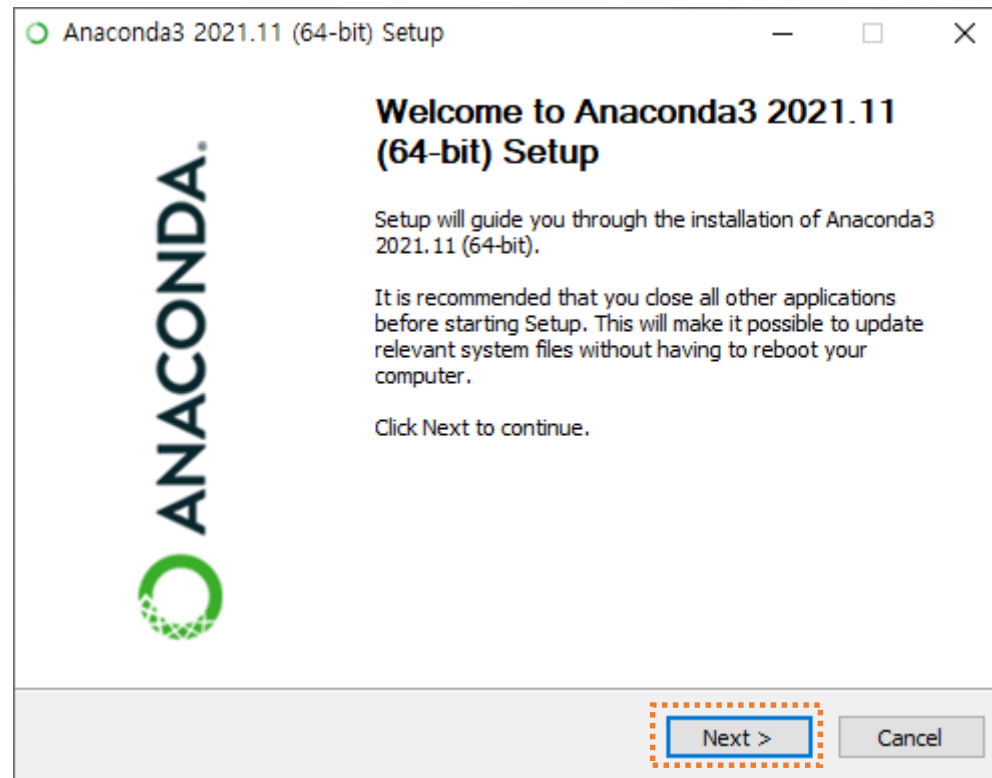 Anaconda3 2021.11 (64-bit) Setup
Welcome to Anaconda3 2021.11
(64-bit) Setup
Setup will guide you through the installation of Anaconda3
2021.11 (64-bit).
It is recommended that you close all other applications
before starting Setup. This will make it possible to update
relevant system files without having to reboot your
computer.
Click Next to continue.
ANACONDA.
Next >
Cancel